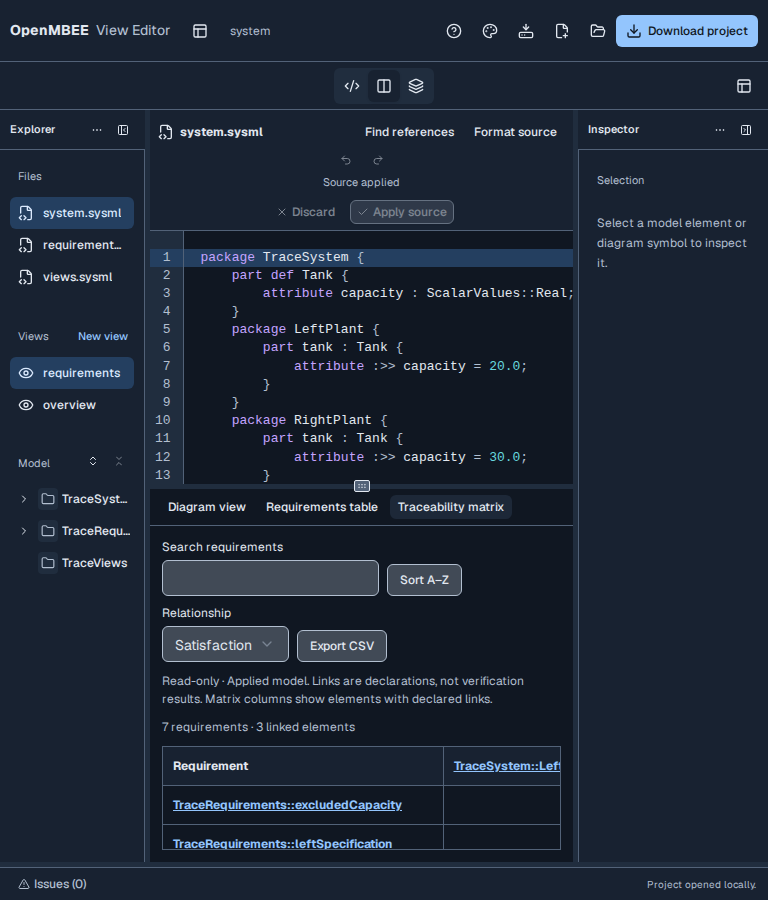 OpenMBEE View Editor system Download project
Explorer
Files
system.sysml
requirement...
views.sysml
Views New view
requirements
overview
Model
TraceSyst...
TraceRequ...
TraceViews
system.sysml Find references Format source
Source applied
Discard Apply source
1 package TraceSystem {
2 part def Tank {
3 attribute capacity : ScalarValues::Real;
4 }
5 package LeftPlant {
6 part tank : Tank {
7 attribute :>> capacity = 20.0;
8 }
9 }
10 package RightPlant {
11 part tank : Tank {
12 attribute :>> capacity = 30.0;
13 }
Diagram view Requirements table Traceability matrix
Search requirements
Sort A–Z
Relationship
Satisfaction Export CSV
Read-only · Applied model. Links are declarations, not verification
results. Matrix columns show elements with declared links.
7 requirements · 3 linked elements
Requirement TraceSystem::Left
TraceRequirements::excludedCapacity
TraceRequirements::leftSpecification
Inspector
Selection
Select a model element or
diagram symbol to inspect
it.
Issues (0) Project opened locally.